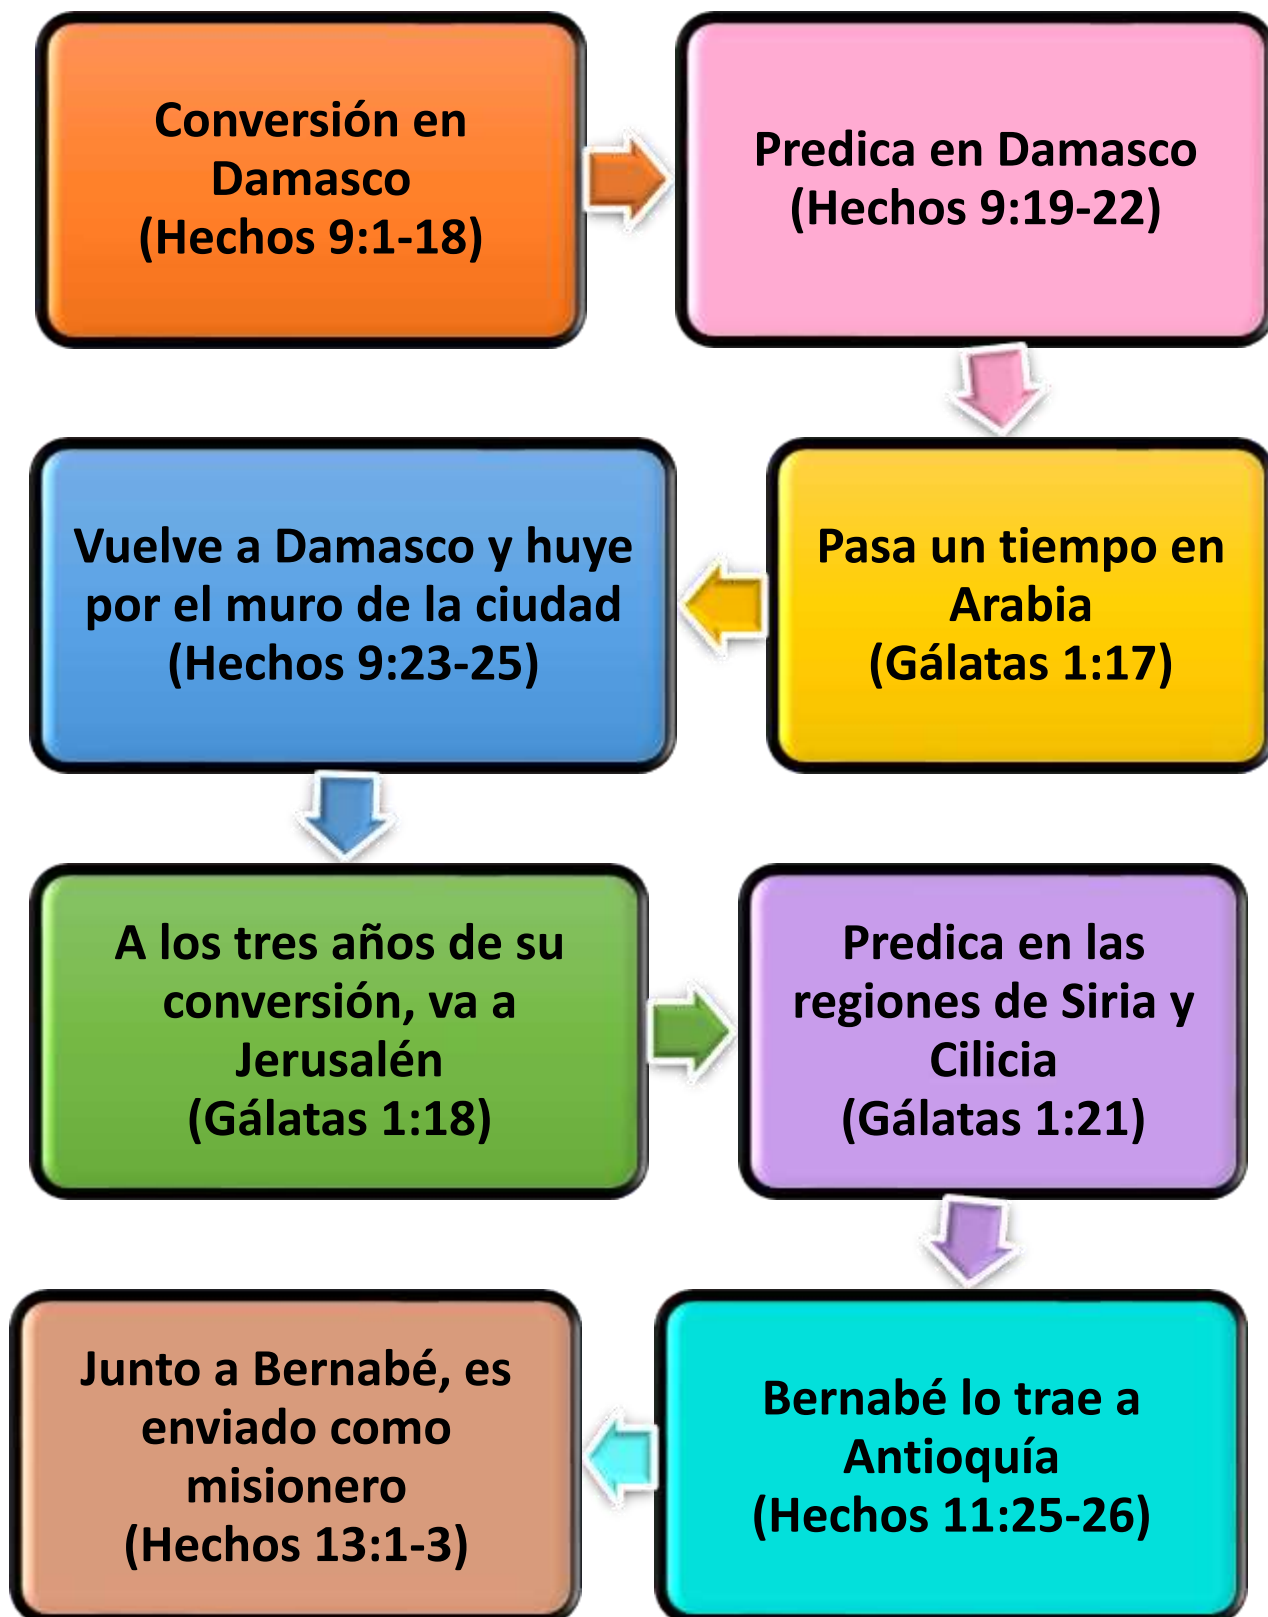 Conversión en
Damasco
(Hechos 9:1-18)
Predica en Damasco
(Hechos 9:19-22)
Pasa un tiempo en
Arabia
(Gálatas 1:17)
Vuelve a Damasco y huye
por el muro de la ciudad
(Hechos 9:23-25)
A los tres años de su
conversión, va a
Jerusalén
(Gálatas 1:18)
Predica en las
regiones de Siria y
Cilicia
(Gálatas 1:21)
Bernabé lo trae a
Antioquía
(Hechos 11:25-26)
Junto a Bernabé, es
enviado como
misionero
(Hechos 13:1-3)